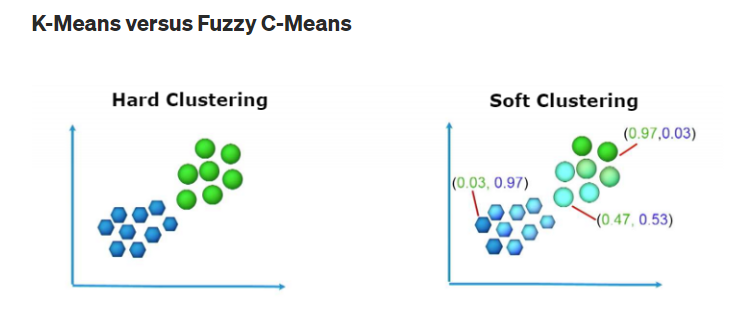 K-Means versus Fuzzy C-Means
Hard Clustering
Soft Clustering
(0.97,0.03)
(0.03, 0.97)
(0.47, 0.53)